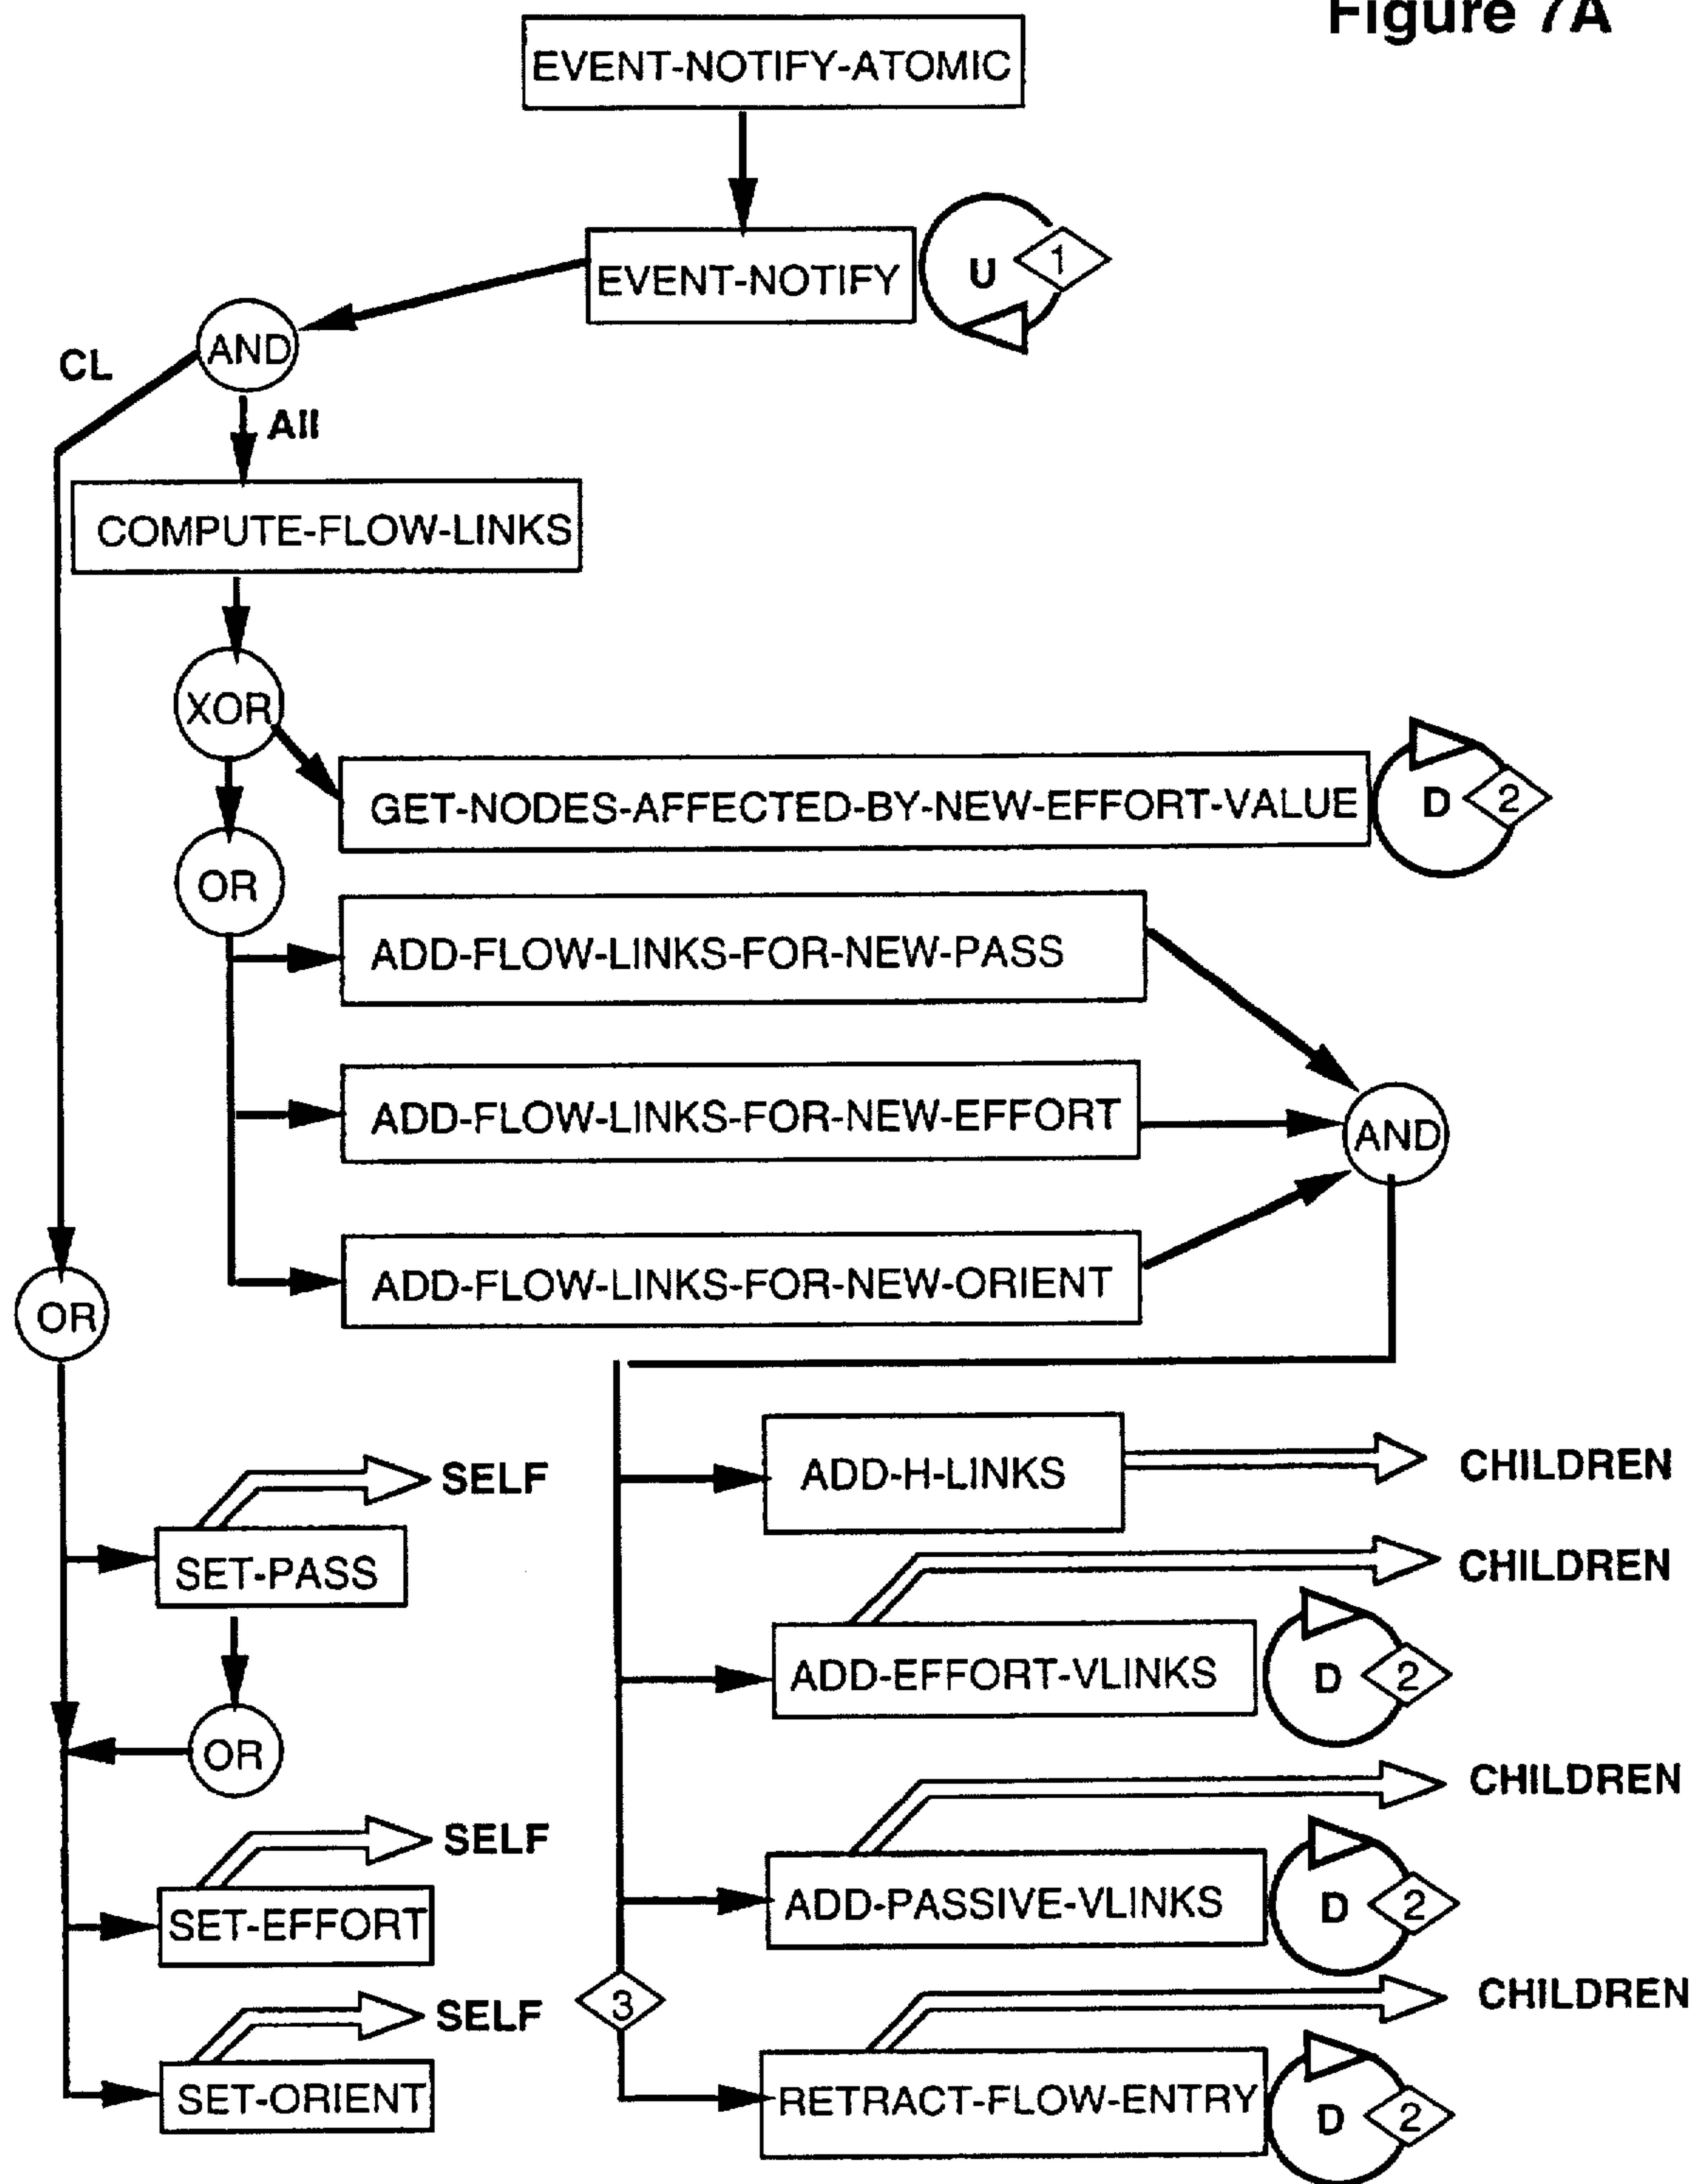 Figure 7A
EVENT-NOTIFY-ATOMIC
EVENT-NOTIFY
U
1
AND
CL
All
COMPUTE-FLOW-LINKS
XOR
GET-NODES-AFFECTED-BY-NEW-EFFORT-VALUE
D
2
OR
ADD-FLOW-LINKS-FOR-NEW-PASS
ADD-FLOW-LINKS-FOR-NEW-EFFORT
AND
ADD-FLOW-LINKS-FOR-NEW-ORIENT
OR
SELF
SET-PASS
OR
SELF
SET-EFFORT
SELF
SET-ORIENT
ADD-H-LINKS
CHILDREN
CHILDREN
ADD-EFFORT-VLINKS
D
2
CHILDREN
ADD-PASSIVE-VLINKS
D
2
3
CHILDREN
RETRACT-FLOW-ENTRY
D
2